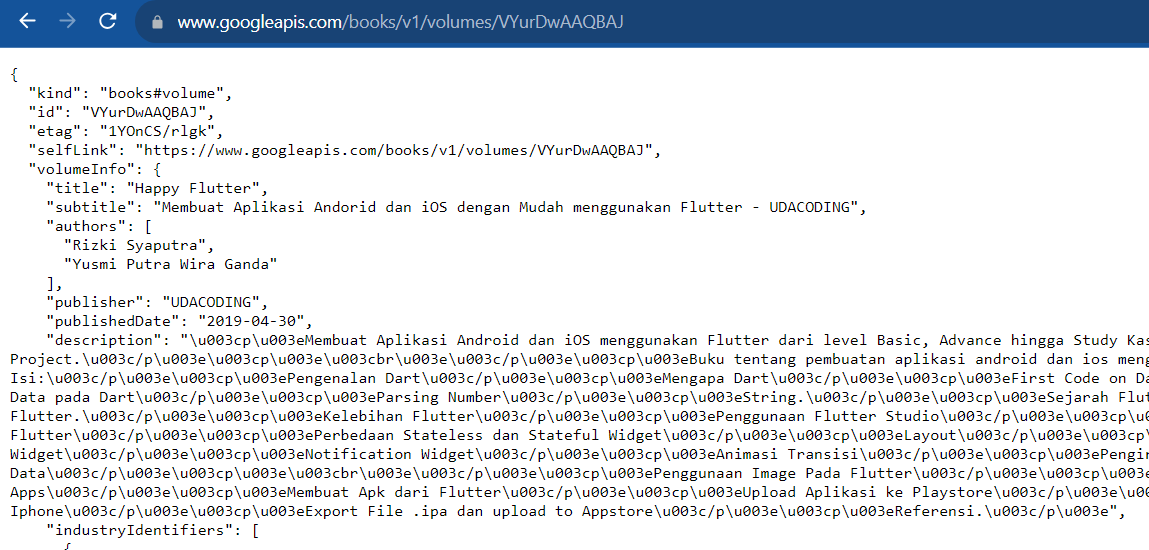 www.googleapis.com/books/v1/volumes/VYurDwAAQBAJ
{
"kind": "books#volume",
"id": "VYurDwAAQBAJ",
"etag": "1YOnCS/rlgk",
"selfLink": "https://www.googleapis.com/books/v1/volumes/VYurDwAAQBAJ",
"volumeInfo": {
"title": "Happy Flutter",
"subtitle": "Membuat Aplikasi Andorid dan iOS dengan Mudah menggunakan Flutter - UDACODING",
"authors": [
"Rizki Syaputra",
"Yusmi Putra Wira Ganda"
],
"publisher": "UDACODING",
"publishedDate": "2019-04-30",
"description": "\u003cp\u003eMembuat Aplikasi Android dan iOS menggunakan Flutter dari level Basic, Advance hingga Study Kas
Project.\u003c/p\u003e\u003cp\u003e\u003cbr\u003e\u003c/p\u003e\u003cp\u003eBuku tentang pembuatan aplikasi android dan ios meng
Isi:\u003c/p\u003e\u003cp\u003ePengenalan Dart\u003c/p\u003e\u003cp\u003eMengapa Dart\u003c/p\u003e\u003cp\u003eFirst Code on Da
Data pada Dart\u003c/p\u003e\u003cp\u003eParsing Number\u003c/p\u003e\u003cp\u003eString.\u003c/p\u003e\u003cp\u003eSejarah Flut
Flutter.\u003c/p\u003e\u003cp\u003eKelebihan Flutter\u003c/p\u003e\u003cp\u003ePenggunaan Flutter Studio\u003c/p\u003e\u003cp\u0
Flutter\u003c/p\u003e\u003cp\u003ePerbedaan Stateless dan Stateful Widget\u003c/p\u003e\u003cp\u003eLayout\u003c/p\u003e\u003cp\
Widget\u003c/p\u003e\u003cp\u003eNotification Widget\u003c/p\u003e\u003cp\u003eAnimasi Transisi\u003c/p\u003e\u003cp\u003ePengir
Data\u003c/p\u003e\u003cp\u003e\u003cbr\u003e\u003c/p\u003e\u003cp\u003ePenggunaan Image Pada Flutter\u003c/p\u003e\u003cp\u003e
Apps\u003c/p\u003e\u003cp\u003eMembuat Apk dari Flutter\u003c/p\u003e\u003cp\u003eUpload Aplikasi ke Playstore\u003c/p\u003e\u00
Iphone\u003c/p\u003e\u003cp\u003eExport File .ipa dan upload to Appstore\u003c/p\u003e\u003cp\u003eReferensi.\u003c/p\u003e",
"industryIdentifiers": [
{